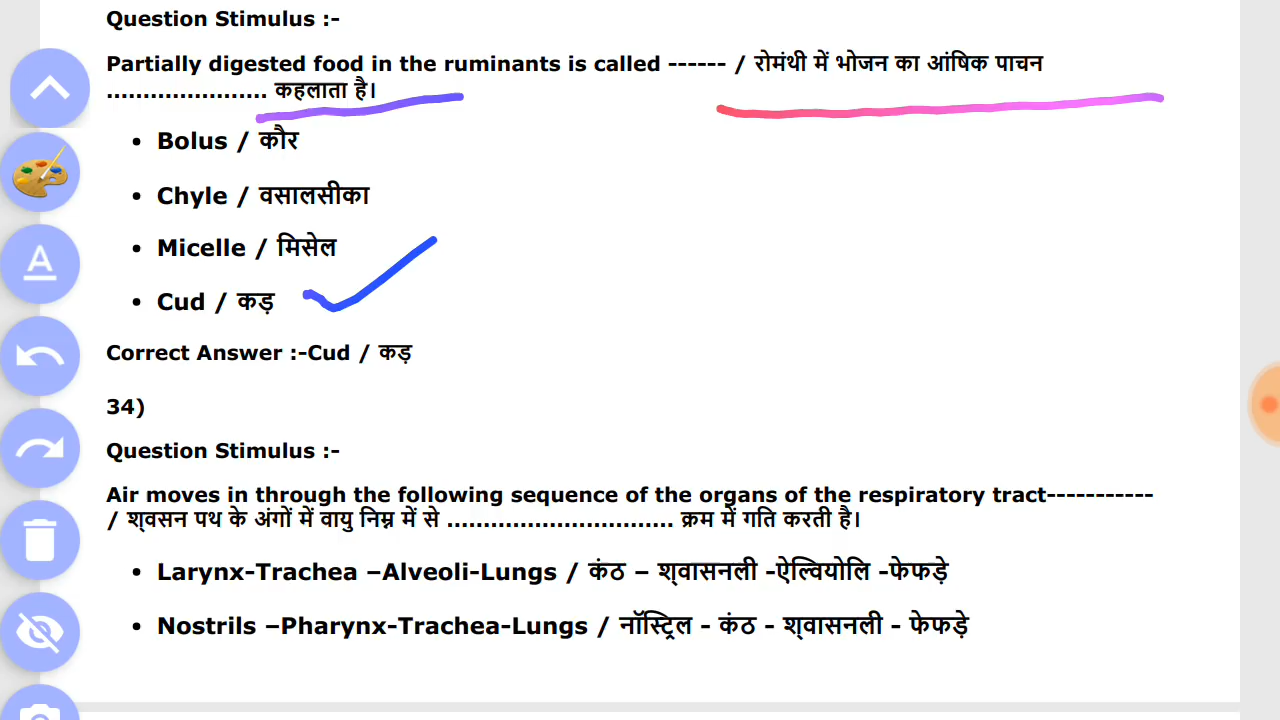 Question Stimulus :-
Partially digested food in the ruminants is called ------ / रोमंथी में भोजन का आंषिक पाचन
...................... कहलाता है।
• Bolus / कौर
• Chyle / वसालसीका
• Micelle / मिसेल
• Cud / कड़
Correct Answer :-Cud / कड़
34)
Question Stimulus :-
Air moves in through the following sequence of the organs of the respiratory tract-----------
/ श्वसन पथ के अंगों में वायु निम्न में से .............................. क्रम में गति करती है।
• Larynx-Trachea –Alveoli-Lungs / कंठ – श्वासनली -ऐल्वियोलि -फेफड़े
• Nostrils –Pharynx-Trachea-Lungs / नॉस्ट्रिल - कंठ - श्वासनली - फेफड़े
A